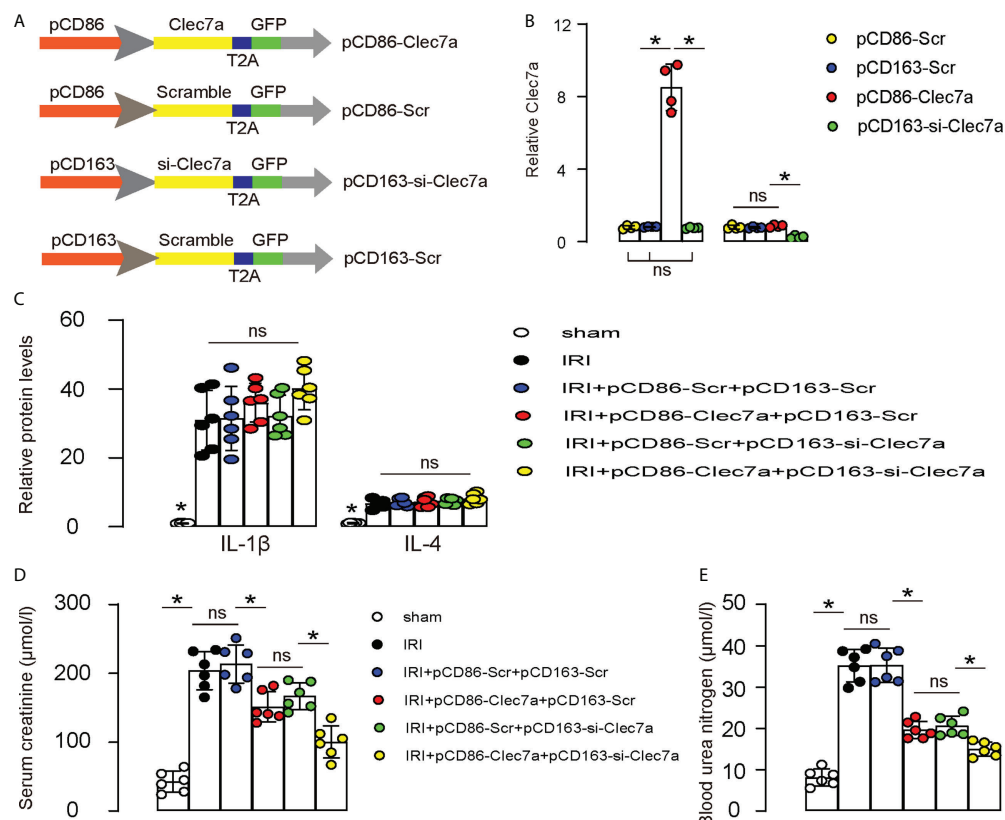 A
pCD86 Clec7a GFP
T2A
pCD86-Clec7a
pCD86 Scramble GFP
T2A
pCD86-Scr
pCD163 si-Clec7a GFP
T2A
pCD163-si-Clec7a
pCD163 Scramble GFP
T2A
pCD163-Scr
B
Relative Clec7a
12
8
4
0
* *
ns
*
ns
pCD86-Scr
pCD163-Scr
pCD86-Clec7a
pCD163-si-Clec7a
C
Relative protein levels
60
40
20
0
ns
*
ns
*
IL-1β IL-4
sham
IRI
IRI+pCD86-Scr+pCD163-Scr
IRI+pCD86-Clec7a+pCD163-Scr
IRI+pCD86-Scr+pCD163-si-Clec7a
IRI+pCD86-Clec7a+pCD163-si-Clec7a
D
Serum creatinine (μmol/l)
300
200
100
0
* ns * ns *
sham
IRI
IRI+pCD86-Scr+pCD163-Scr
IRI+pCD86-Clec7a+pCD163-Scr
IRI+pCD86-Scr+pCD163-si-Clec7a
IRI+pCD86-Clec7a+pCD163-si-Clec7a
E
Blood urea nitrogen (μmol/l)
50
40
30
20
10
0
* ns * ns *